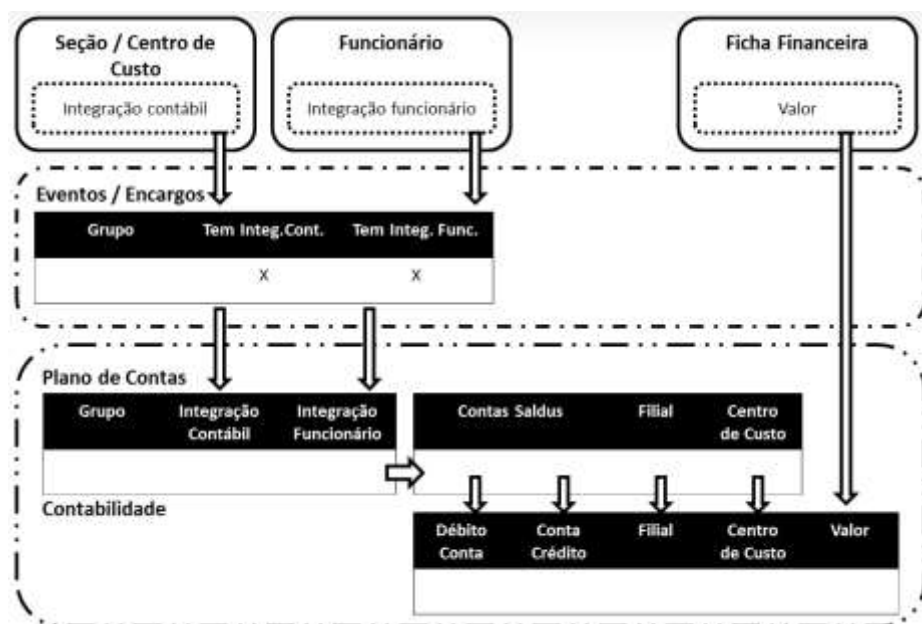 Seção / Centro de
Custo
Integração contábil
Funcionário
Integração funcionário
Ficha Financeira
Valor
Eventos / Encargos
Grupo Tem Integ.Cont. Tem Integ. Func.
X X
Plano de Contas
Grupo Integração Integração
Contábil Funcionário
Contas Saldus Filial Centro
de Custo
Contabilidade
Débito Conta Filial Centro Valor
Conta Crédito de Custo